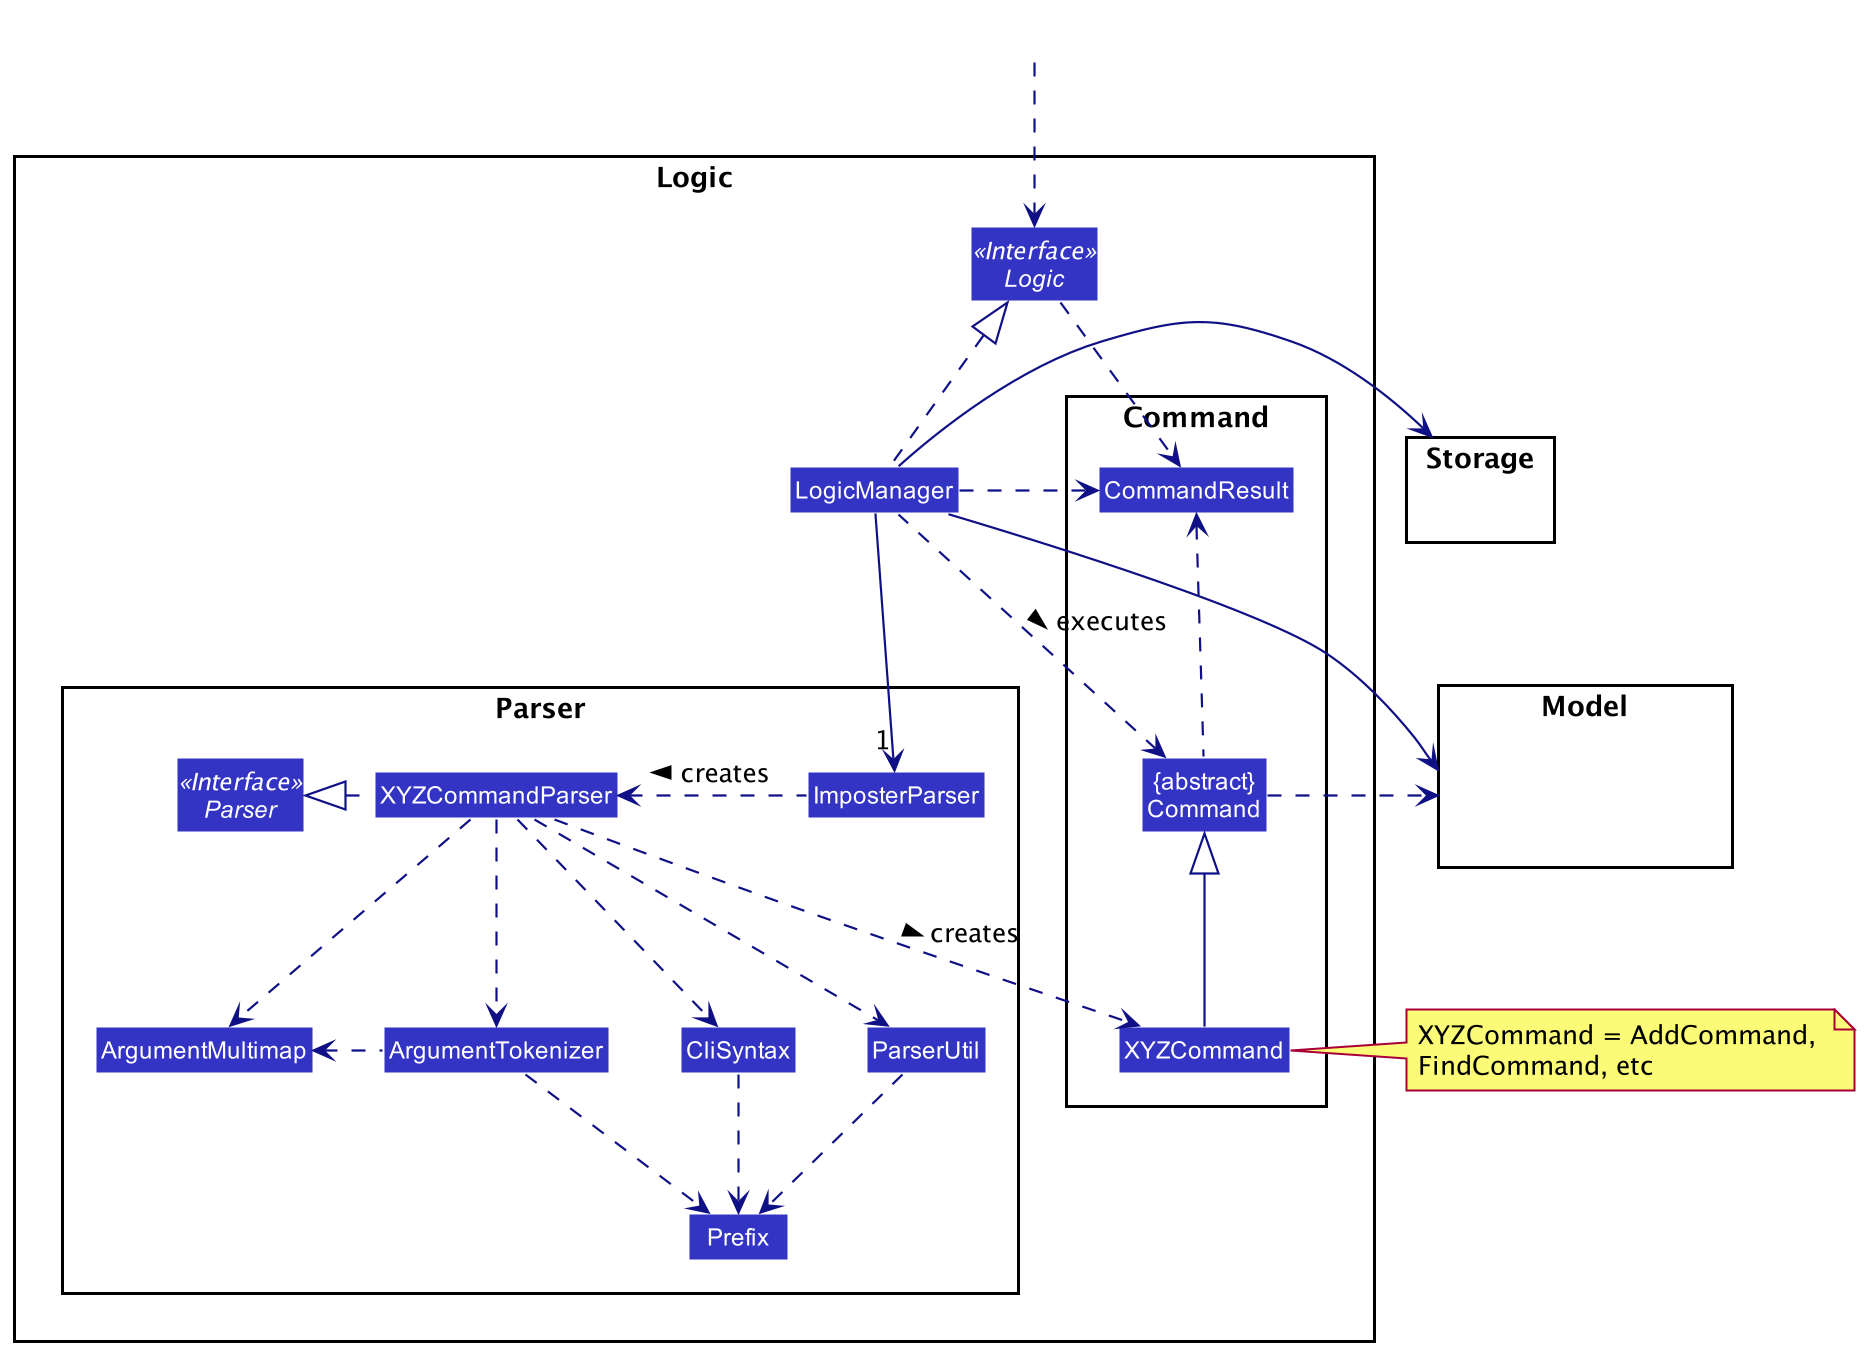 Logic
«Interface»
Logic
Command
Storage
LogicManager
CommandResult
executes
Parser
Model
1
«Interface»
Parser
XYZCommandParser
creates
ImposterParser
{abstract}
Command
creates
ArgumentMultimap
ArgumentTokenizer
CliSyntax
ParserUtil
XYZCommand
XYZCommand = AddCommand,
FindCommand, etc
Prefix